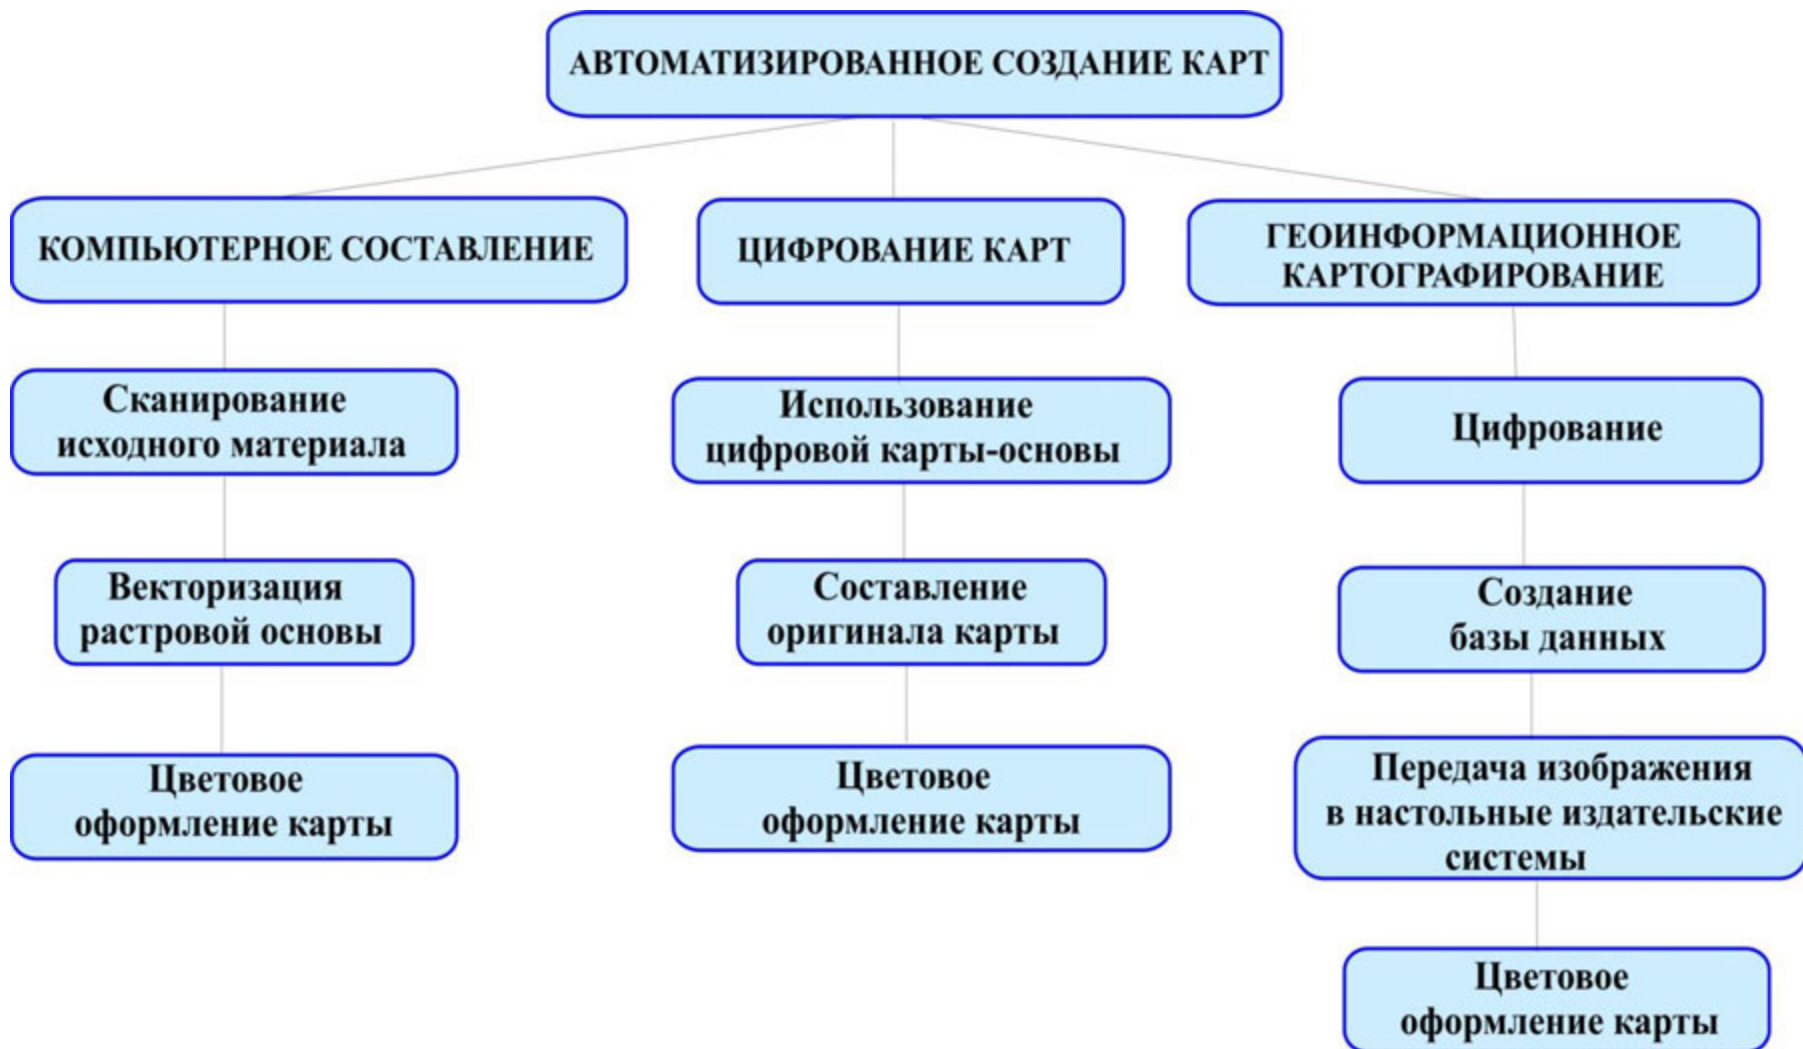 АВТОМАТИЗИРОВАННОЕ СОЗДАНИЕ КАРТ
КОМПЬЮТЕРНОЕ СОСТАВЛЕНИЕ
Сканирование
исходного материала
Векторизация
растровой основы
Цветовое
оформление карты
ЦИФРОВАНИЕ КАРТ
Использование
цифровой карты-основы
Составление
оригинала карты
Цветовое
оформление карты
ГЕОИНФОРМАЦИОННОЕ
КАРТОГРАФИРОВАНИЕ
Цифрование
Создание
базы данных
Передача изображения
в настольные издательские
системы
Цветовое
оформление карты